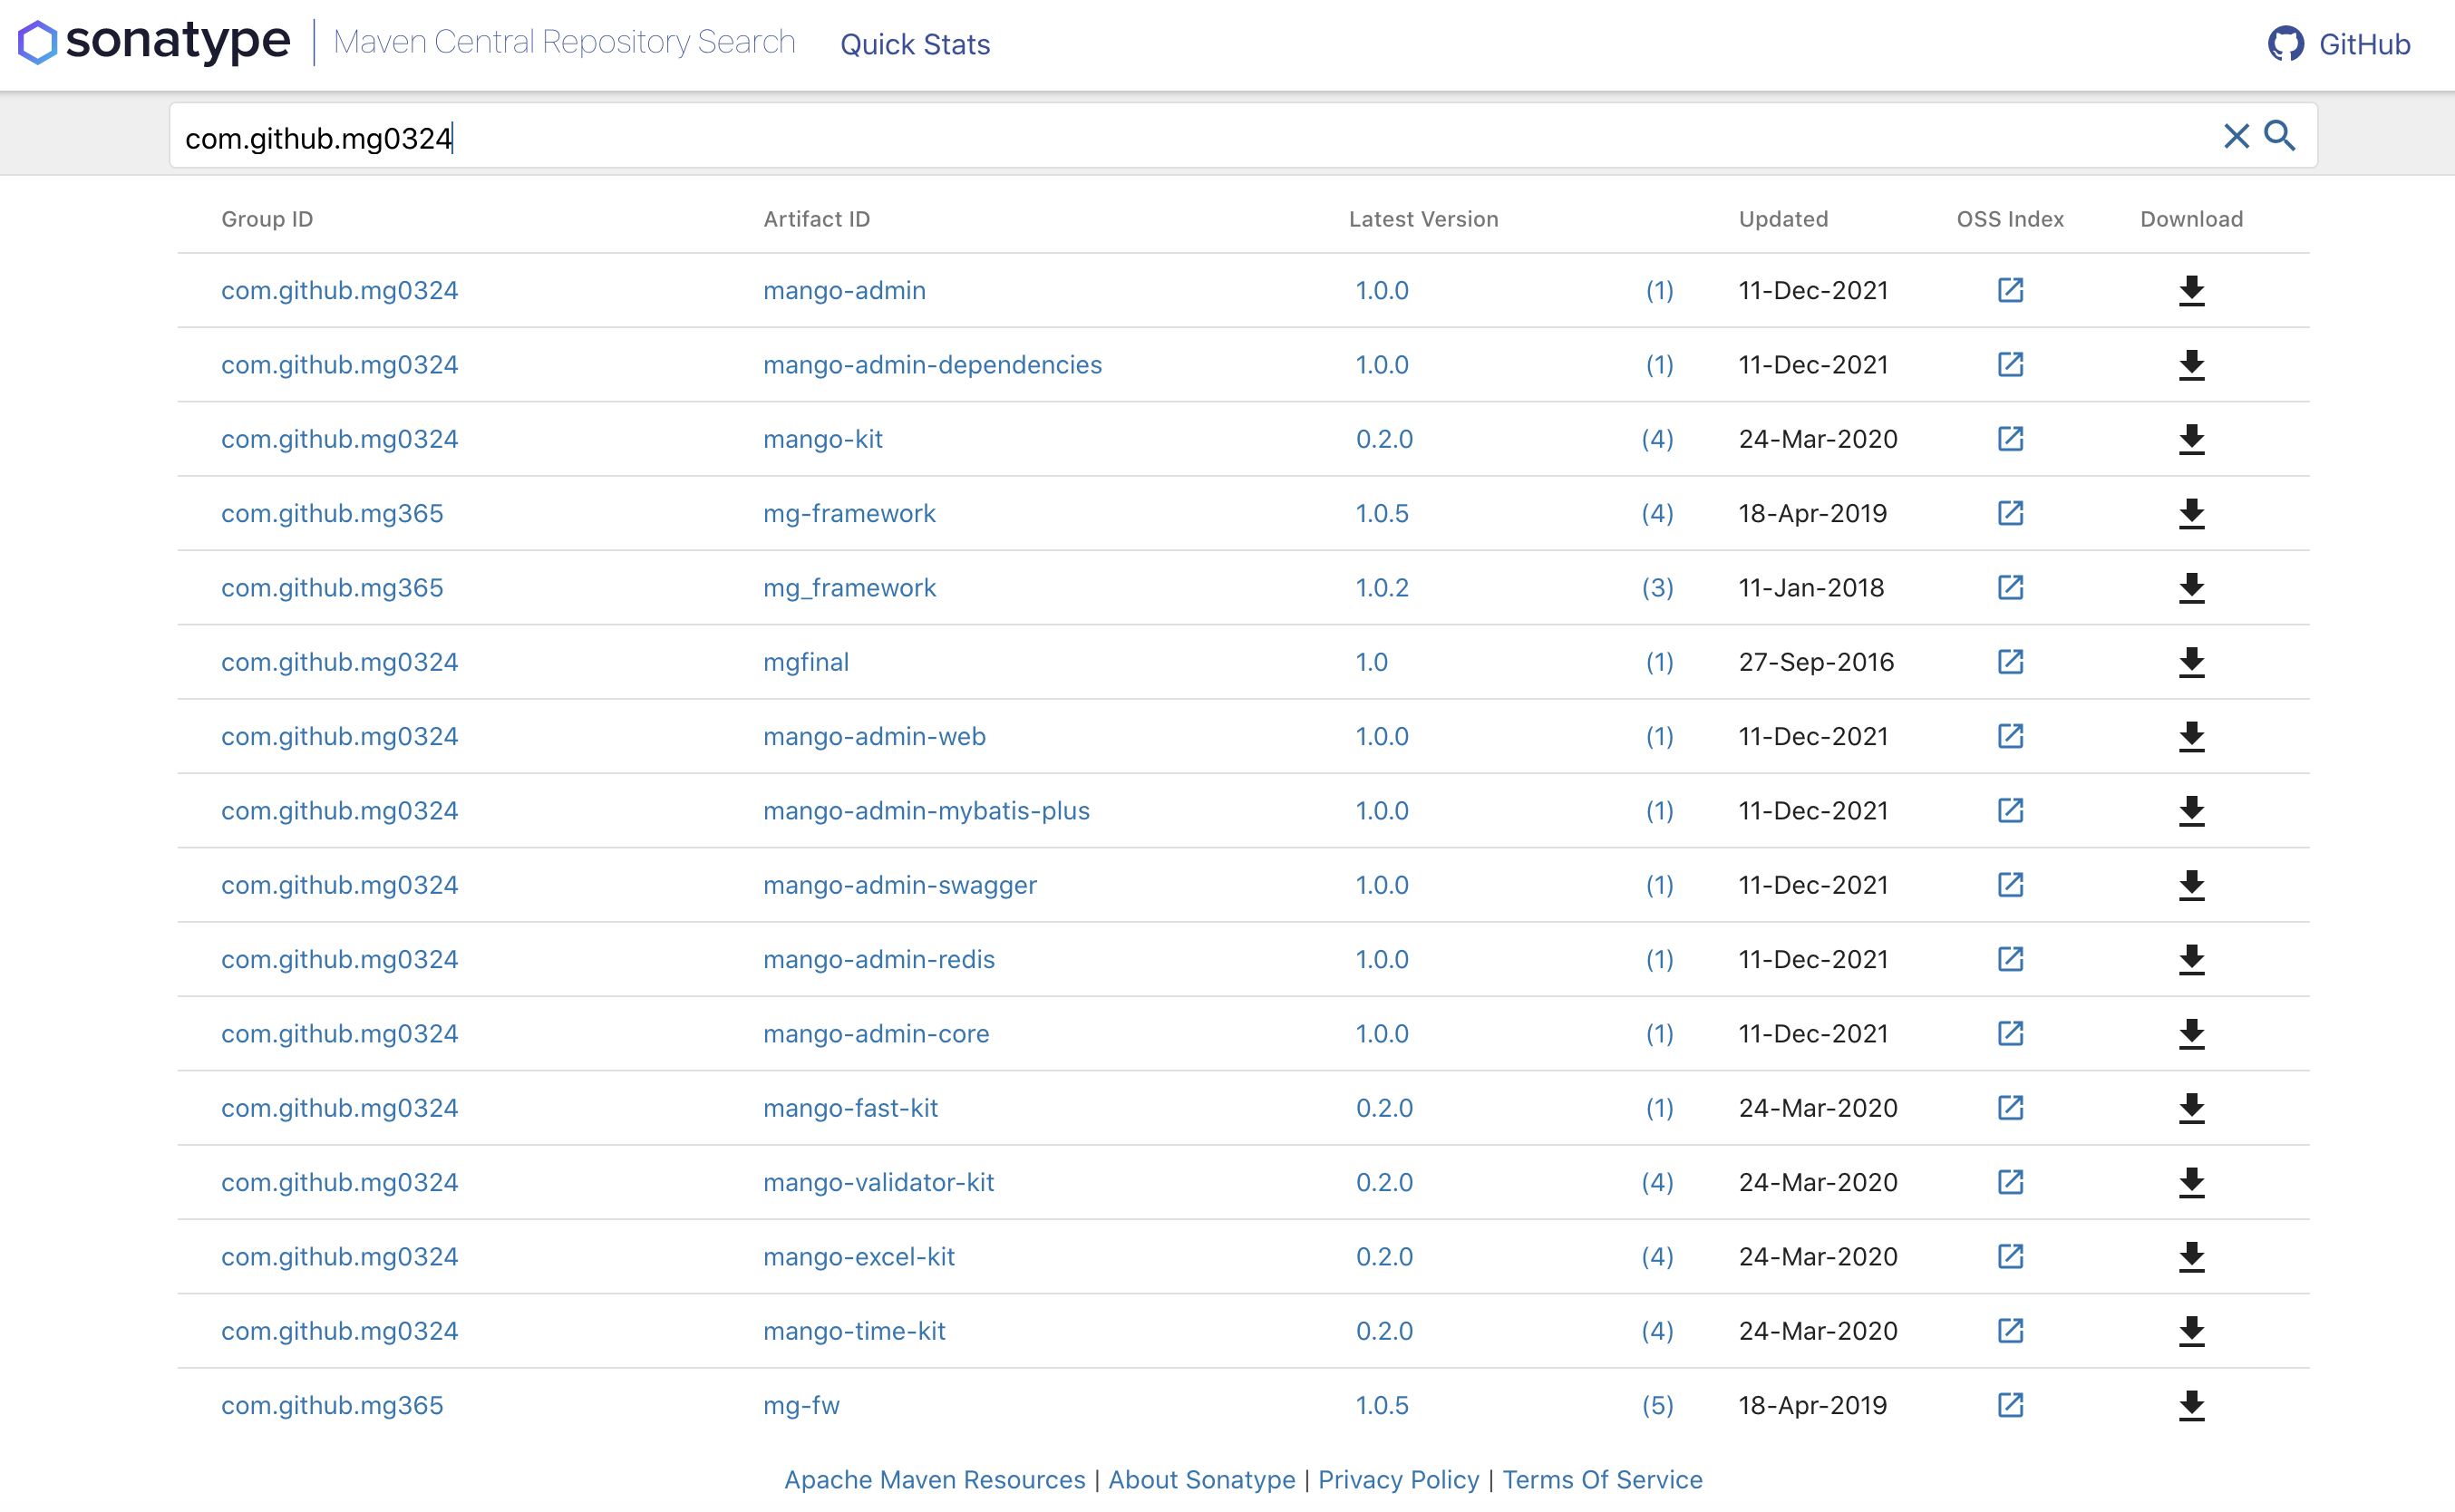 sonatype | Maven Central Repository Search Quick Stats GitHub
com.github.mg0324
Group ID Artifact ID Latest Version Updated OSS Index Download
com.github.mg0324 mango-admin 1.0.0 (1) 11-Dec-2021
com.github.mg0324 mango-admin-dependencies 1.0.0 (1) 11-Dec-2021
com.github.mg0324 mango-kit 0.2.0 (4) 24-Mar-2020
com.github.mg365 mg-framework 1.0.5 (4) 18-Apr-2019
com.github.mg365 mg_framework 1.0.2 (3) 11-Jan-2018
com.github.mg0324 mgfinal 1.0 (1) 27-Sep-2016
com.github.mg0324 mango-admin-web 1.0.0 (1) 11-Dec-2021
com.github.mg0324 mango-admin-mybatis-plus 1.0.0 (1) 11-Dec-2021
com.github.mg0324 mango-admin-swagger 1.0.0 (1) 11-Dec-2021
com.github.mg0324 mango-admin-redis 1.0.0 (1) 11-Dec-2021
com.github.mg0324 mango-admin-core 1.0.0 (1) 11-Dec-2021
com.github.mg0324 mango-fast-kit 0.2.0 (1) 24-Mar-2020
com.github.mg0324 mango-validator-kit 0.2.0 (4) 24-Mar-2020
com.github.mg0324 mango-excel-kit 0.2.0 (4) 24-Mar-2020
com.github.mg0324 mango-time-kit 0.2.0 (4) 24-Mar-2020
com.github.mg365 mg-fw 1.0.5 (5) 18-Apr-2019
Apache Maven Resources | About Sonatype | Privacy Policy | Terms Of Service